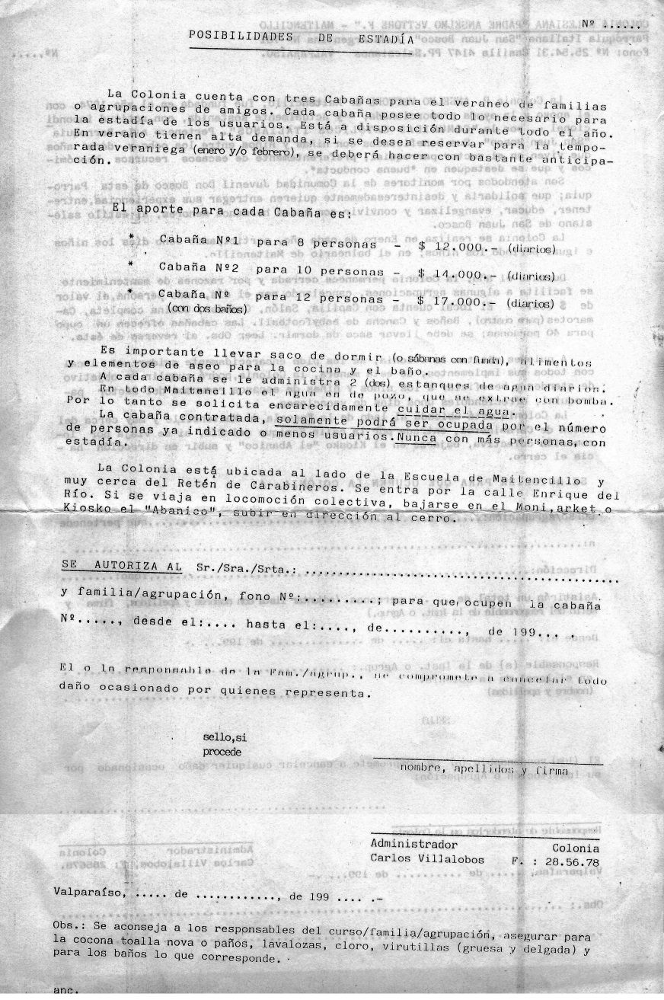 Nº ......
POSIBILIDADES DE ESTADÍA
La Colonia cuenta con tres Cabañas para el veraneo de familias
o agrupaciones de amigos. Cada cabaña posee todo lo necesario para
la estadía de los usuarios. Está a disposición durante todo el año.
En verano tienen alta demanda, si se desea reservar para la tempo-
rada veraniega (enero y/o febrero), se deberá hacer con bastante anticipa-
ción.
El aporte para cada Cabaña es:
* Cabaña Nº1 para 8 personas - $ 12.000.- (diarios)
* Cabaña Nº2 para 10 personas - $ 14.000.- (diarios)
* Cabaña Nº para 12 personas - $ 17.000.- (diarios)
(con dos baños)
Es importante llevar saco de dormir (o sábanas con funda), alimentos
y elementos de aseo para la cocina y el baño.
A cada cabaña se le administra 2 (dos) estanques de agua diarios.
En todo Maitencillo el agua en de pozo, que se extrae con bomba.
Por lo tanto se solicita encarecidamente cuidar el agua.
La cabaña contratada, solamente podrá ser ocupada por el número
de personas ya indicado o menos usuarios. Nunca con más personas, con
estadía.
La Colonia está ubicada al lado de la Escuela de Maitencillo y
muy cerca del Retén de Carabineros. Se entra por la calle Enrique del
Río. Si se viaja en locomoción colectiva, bajarse en el Moni,arket o
Kiosko el "Abanico", subir en dirección al cerro.
SE AUTORIZA AL Sr./Sra./Srta.: ..................................................
y familia/agrupación, fono Nº:.........; para que, ocupen la cabaña
Nº....., desde el:.... hasta el:...., de.........., de 199... .
El o la responsable de la Fam./agrup., se compromete a cancelar todo
daño ocasionado por quienes representa.
sello,si
procede
nombre, apellidos y firma
Administrador Colonia
Carlos Villalobos F. : 28.56.78
Valparaíso, ..... de ............, de 199 .... .-
Obs.: Se aconseja a los responsables del curso/familia/agrupación, asegurar para
la cocona toalla nova o paños, lavalozas, cloro, virutillas (gruesa y delgada) y
para los baños lo que corresponde.
anc.